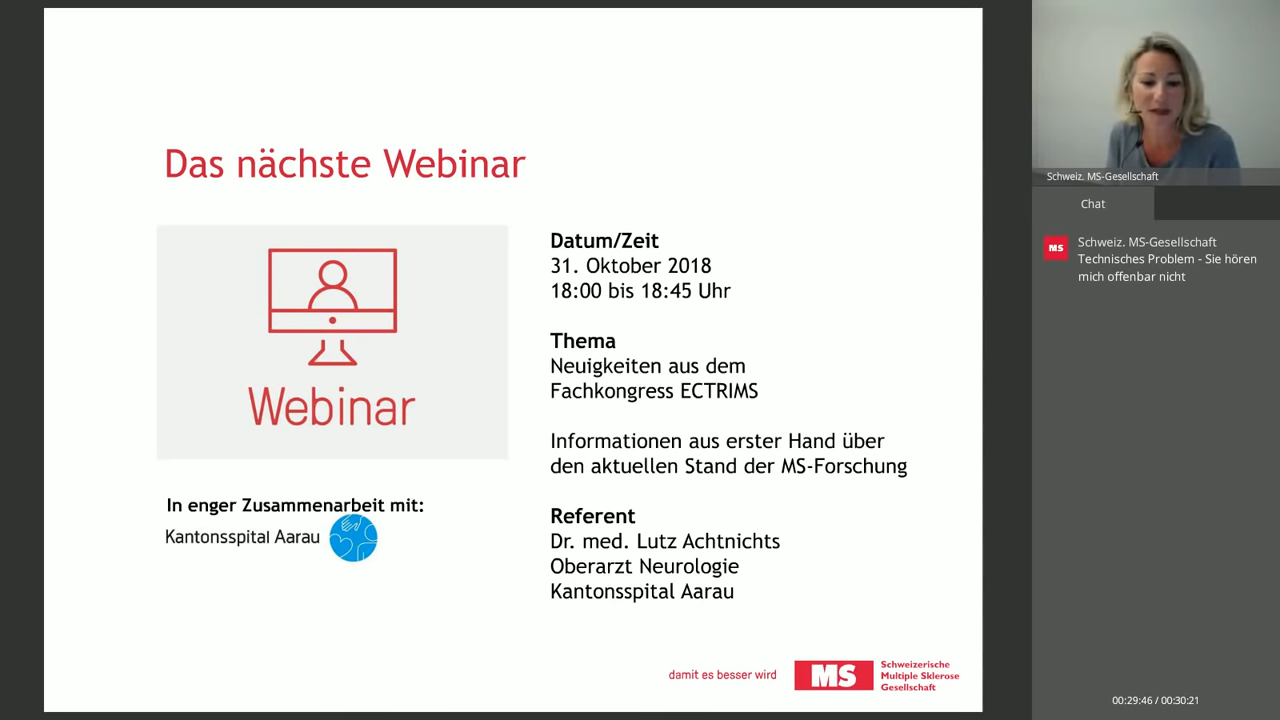 Das nächste Webinar
Webinar
In enger Zusammenarbeit mit:
Kantonsspital Aarau
Datum/Zeit
31. Oktober 2018
18:00 bis 18:45 Uhr
Thema
Neuigkeiten aus dem
Fachkongress ECTRIMS
Informationen aus erster Hand über
den aktuellen Stand der MS-Forschung
Referent
Dr. med. Lutz Achtnichts
Oberarzt Neurologie
Kantonsspital Aarau
damit es besser wird
MS
Schweizerische
Multiple Sklerose
Gesellschaft
Schweiz. MS-Gesellschaft
Chat
MS
Schweiz. MS-Gesellschaft
Technisches Problem - Sie hören
mich offenbar nicht
00:29:46 / 00:30:21